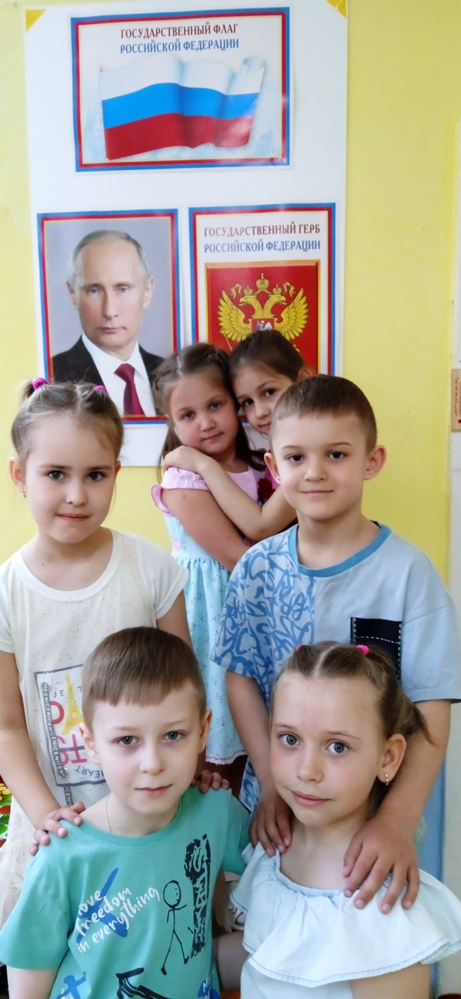 ГОСУДАРСТВЕННЫЙ ФЛАГ
РОССИЙСКОЙ ФЕДЕРАЦИИ
ГОСУДАРСТВЕННЫЙ ГЕРБ
РОССИЙСКОЙ ФЕДЕРАЦИИ
love
freedom
in everything